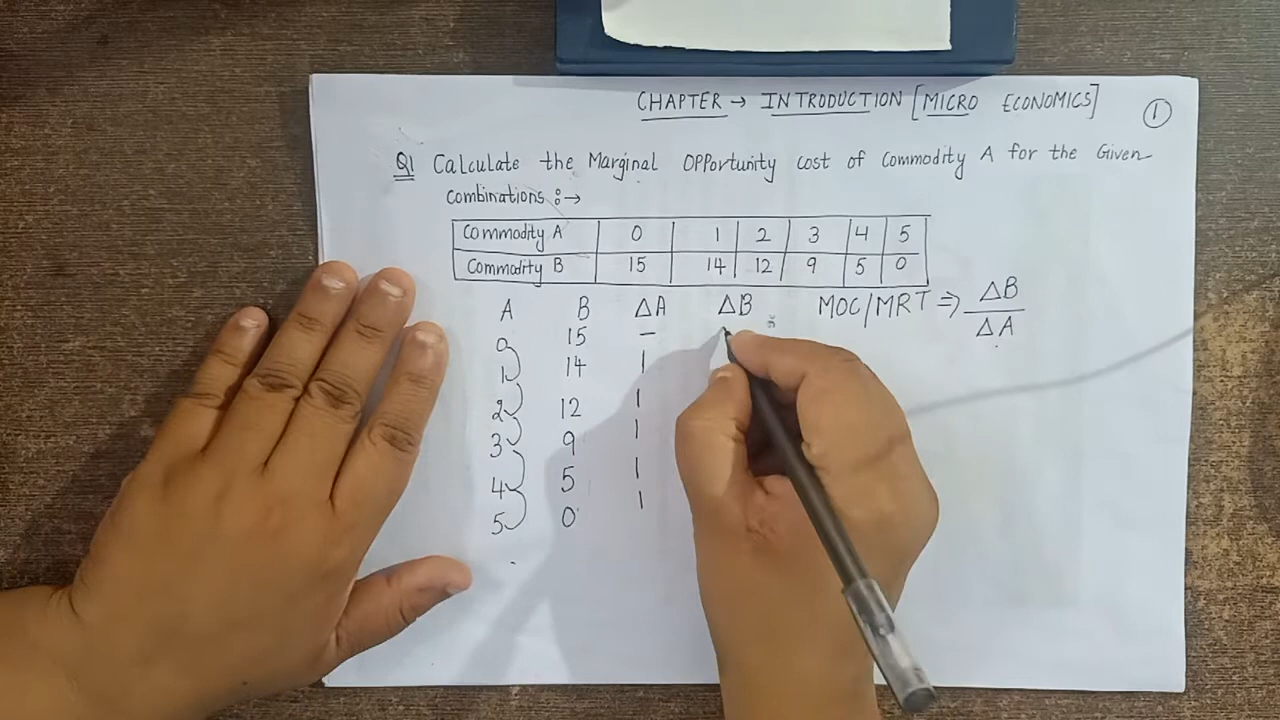 CHAPTER → INTRODUCTION [MICRO ECONOMICS] 1
Q1 Calculate the Marginal Opportunity cost of Commodity A for the Given
Combinations :→
Commodity A 0 1 2 3 4 5
Commodity B 15 14 12 9 5 0
A B ΔA ΔB MOC/MRT ⇒ ΔB/ΔA
0 15 –
1 14 1
2 12 1
3 9 1
4 5 1
5 0 1